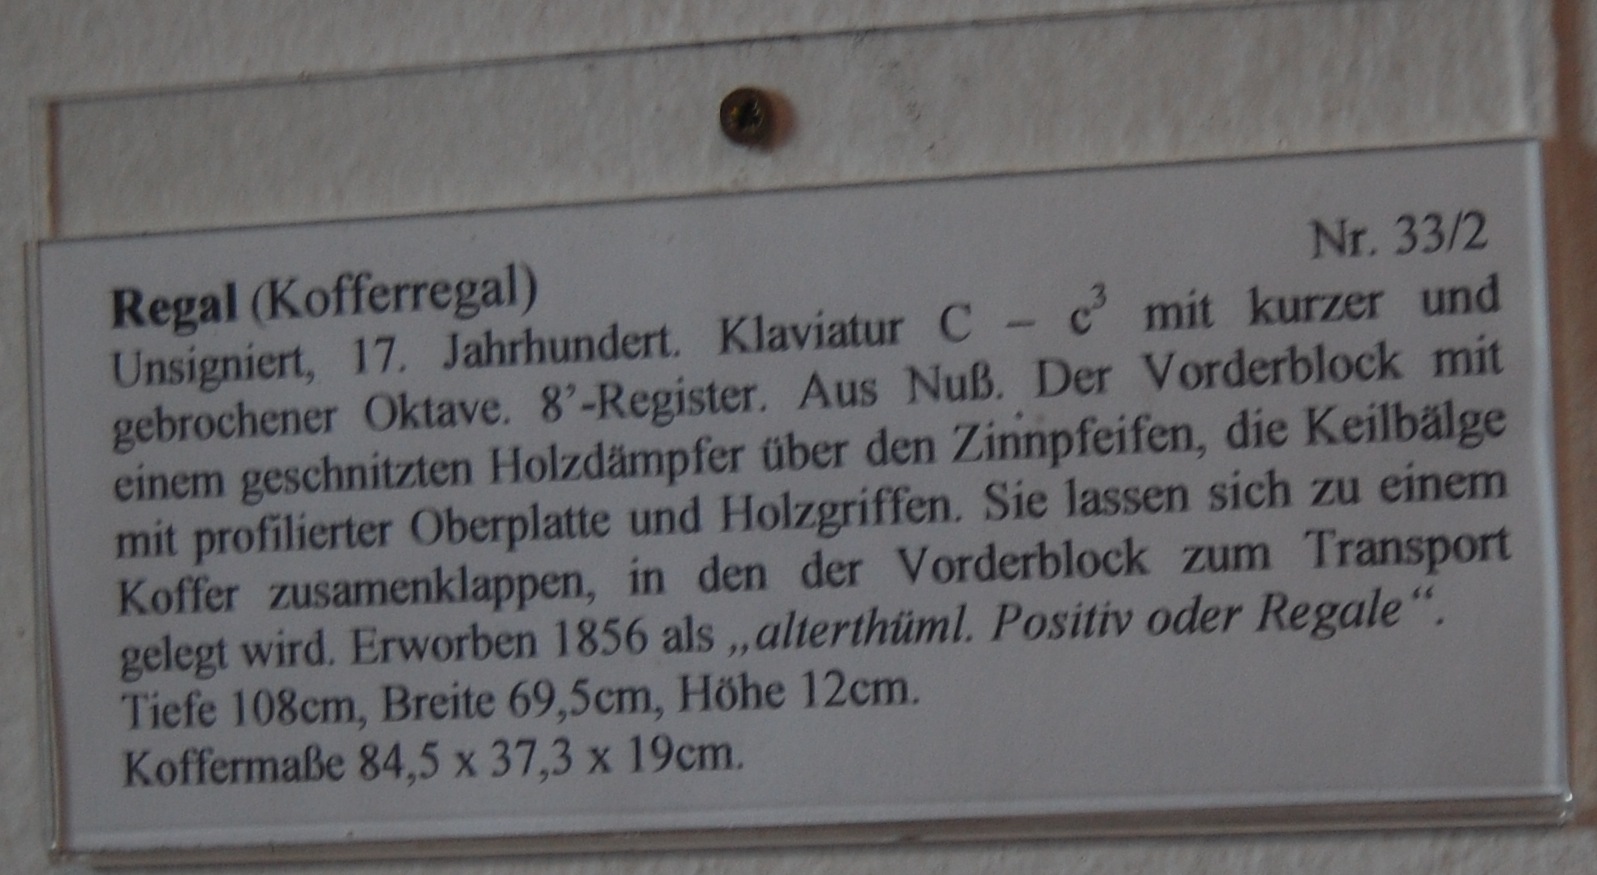 Nr. 33/2
Regal (Kofferregal)
Unsigniert, 17. Jahrhundert. Klaviatur C – c³ mit kurzer und
gebrochener Oktave. 8’-Register. Aus Nuß. Der Vorderblock mit
einem geschnitzten Holzdämpfer über den Zinnpfeifen, die Keilbälge
mit profilierter Oberplatte und Holzgriffen. Sie lassen sich zu einem
Koffer zusamenklappen, in den der Vorderblock zum Transport
gelegt wird. Erworben 1856 als „alterthüml. Positiv oder Regale“.
Tiefe 108cm, Breite 69,5cm, Höhe 12cm.
Koffermaße 84,5 x 37,3 x 19cm.